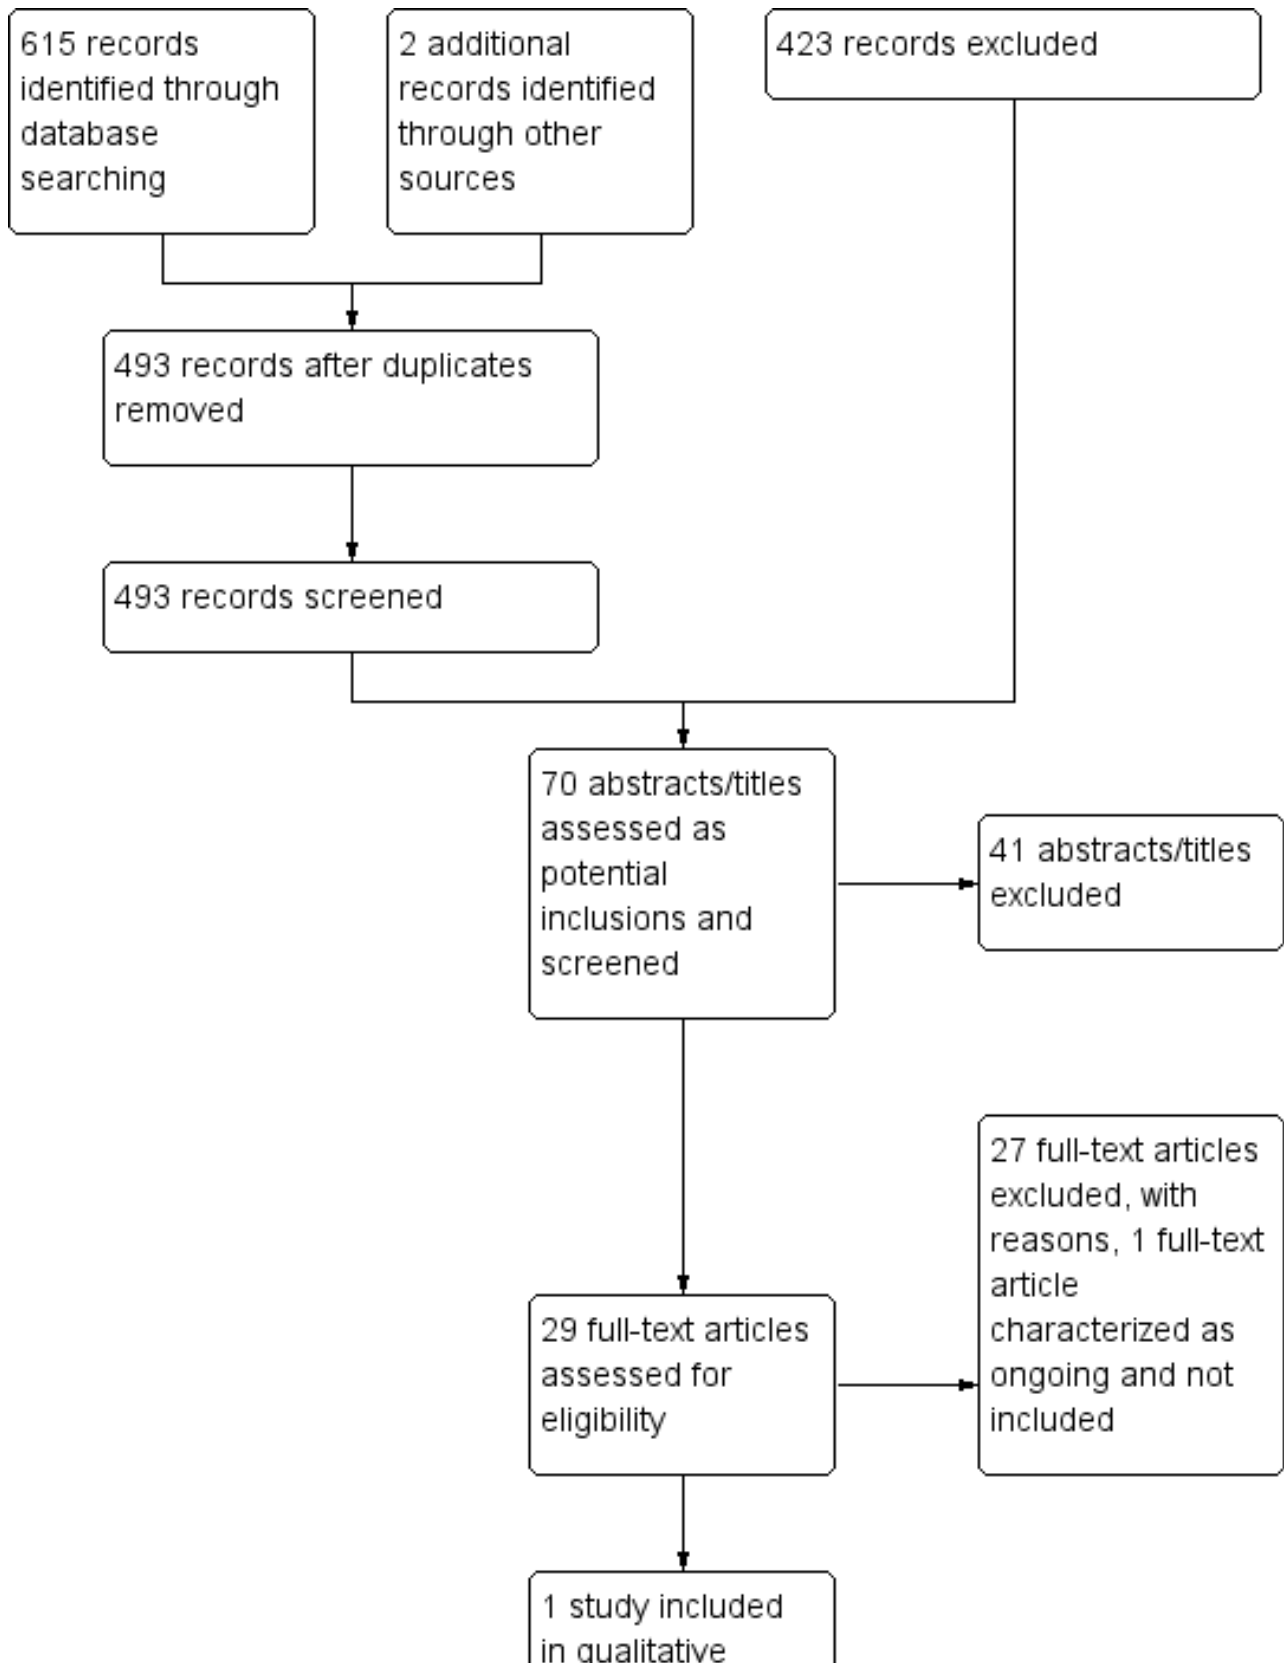 615 records
identified through
database
searching
2 additional
records identified
through other
sources
423 records excluded
493 records after duplicates
removed
493 records screened
70 abstracts/titles
assessed as
potential
inclusions and
screened
41 abstracts/titles
excluded
27 full-text articles
excluded, with
reasons, 1 full-text
article
characterized as
ongoing and not
included
29 full-text articles
assessed for
eligibility
1 study included
in qualitative